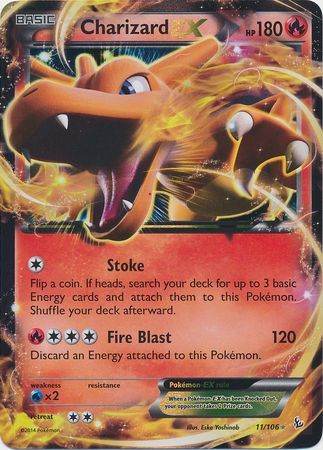 BASIC Charizard EX HP180
Stoke
Flip a coin. If heads, search your deck for up to 3 basic
Energy cards and attach them to this Pokémon.
Shuffle your deck afterward.
Fire Blast 120
Discard an Energy attached to this Pokémon.
weakness resistance
×2
retreat
Pokémon-EX rule
When a Pokémon-EX has been Knocked Out,
your opponent takes 2 Prize cards.
©2014 Pokémon
Illus. Eske Yoshinob
11/106